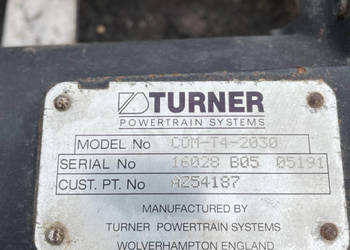 TURNER
POWERTRAIN SYSTEMS
MODEL No COM-T4-2030
SERIAL No 16028 B05 05191
CUST. PT. No AZ54187
MANUFACTURED BY
TURNER POWERTRAIN SYSTEMS
WOLVERHAMPTON ENGLAND